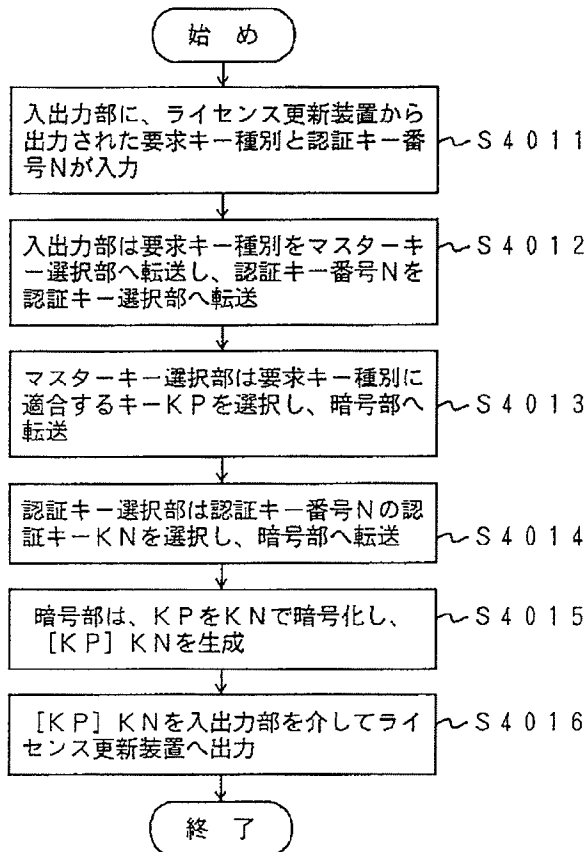 始　め
入出力部に、ライセンス更新装置から
出力された要求キー種別と認証キー番
号Nが入力
S4011
入出力部は要求キー種別をマスターキ
ー選択部へ転送し、認証キー番号Nを
認証キー選択部へ転送
S4012
マスターキー選択部は要求キー種別に
適合するキーKPを選択し、暗号部へ
転送
S4013
認証キー選択部は認証キー番号Nの認
証キーKNを選択し、暗号部へ転送
S4014
暗号部は、KPをKNで暗号化し、
［KP］KNを生成
S4015
［KP］KNを入出力部を介してライ
センス更新装置へ出力
S4016
終　了